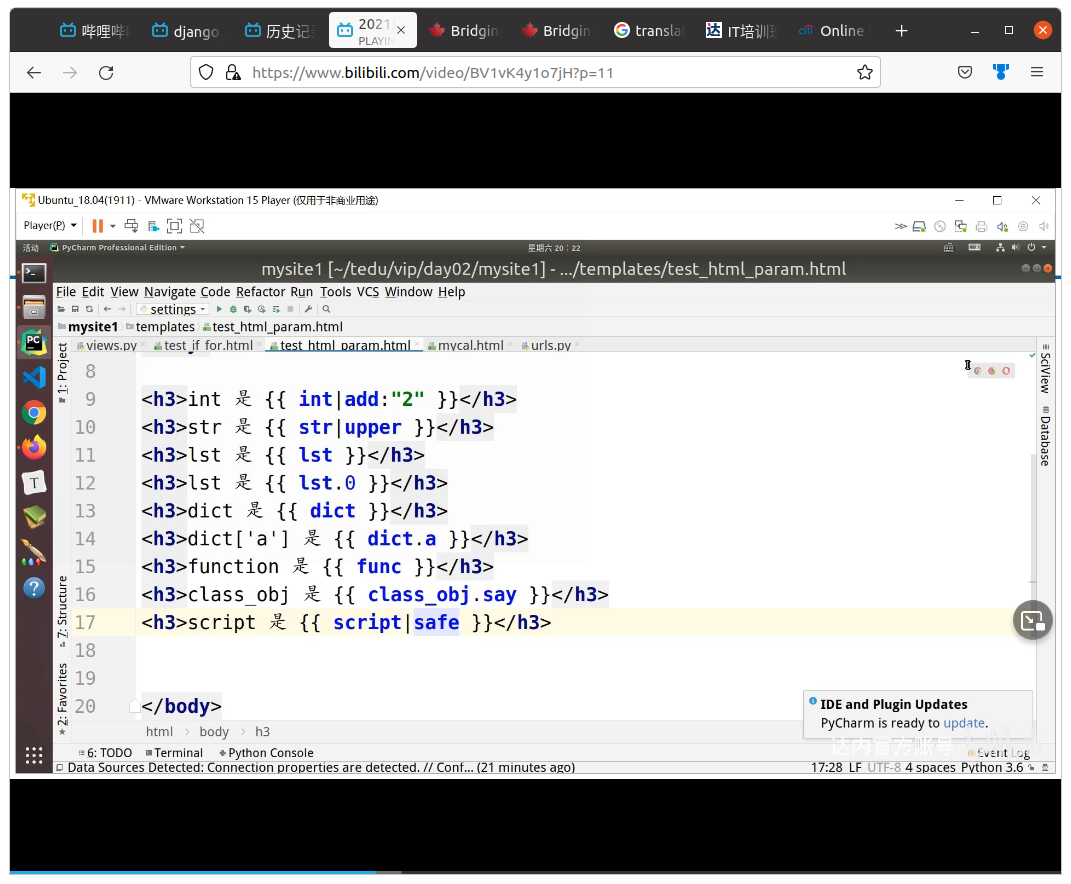 哔哩哔 django 历史记 2021 PLAYING Bridgin Bridgin translat IT培训班 citi Online
https://www.bilibili.com/video/BV1vK4y1o7jH?p=11
Ubuntu_18.04(1911) - VMware Workstation 15 Player (仅用于非商业用途)
Player(P)
活动 PyCharm Professional Edition 星期六 20：22
mysite1 [~/tedu/vip/day02/mysite1] - .../templates/test_html_param.html
File Edit View Navigate Code Refactor Run Tools VCS Window Help
settings
mysite1 templates test_html_param.html
views.py test_if_for.html test_html_param.html mycal.html urls.py
8
9 <h3>int 是 {{ int|add:"2" }}</h3>
10 <h3>str 是 {{ str|upper }}</h3>
11 <h3>lst 是 {{ lst }}</h3>
12 <h3>lst 是 {{ lst.0 }}</h3>
13 <h3>dict 是 {{ dict }}</h3>
14 <h3>dict['a'] 是 {{ dict.a }}</h3>
15 <h3>function 是 {{ func }}</h3>
16 <h3>class_obj 是 {{ class_obj.say }}</h3>
17 <h3>script 是 {{ script|safe }}</h3>
18
19
20 </body>
1: Project
7: Structure
2: Favorites
SciView
Database
IDE and Plugin Updates
PyCharm is ready to update.
html body h3
达内官方账号
6: TODO Terminal Python Console Event Log
Data Sources Detected: Connection properties are detected. // Conf... (21 minutes ago) 17:28 LF UTF-8 4 spaces Python 3.6